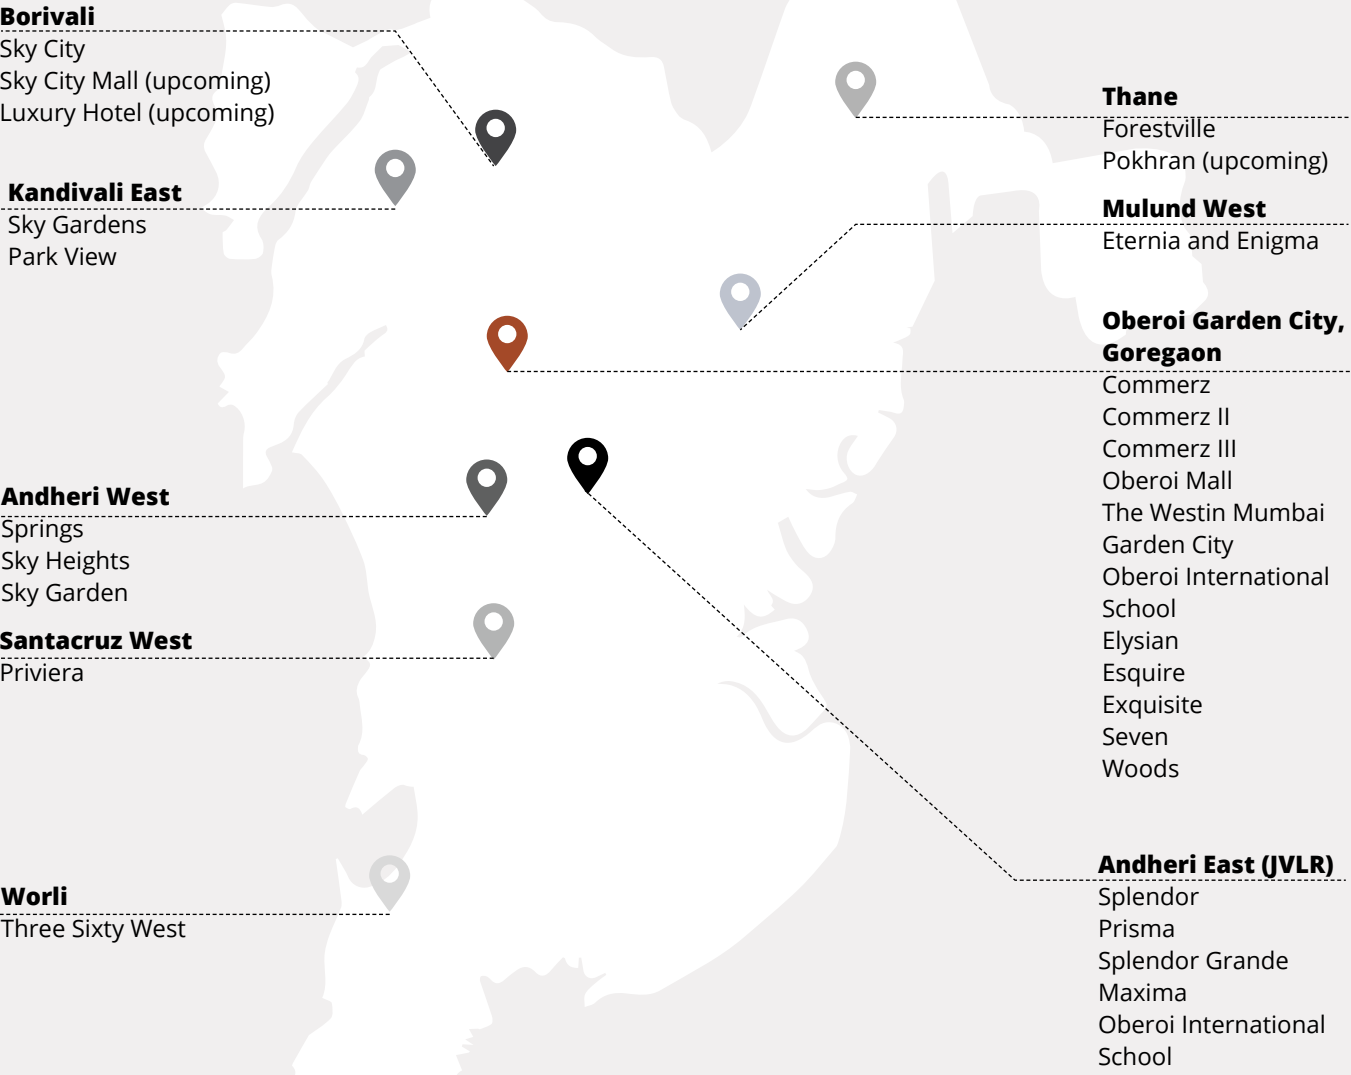 Borivali
Sky City
Sky City Mall (upcoming)
Luxury Hotel (upcoming)
Kandivali East
Sky Gardens
Park View
Andheri West
Springs
Sky Heights
Sky Garden
Santacruz West
Priviera
Worli
Three Sixty West
Thane
Forestville
Pokhran (upcoming)
Mulund West
Eternia and Enigma
Oberoi Garden City,
Goregaon
Commerz
Commerz II
Commerz III
Oberoi Mall
The Westin Mumbai
Garden City
Oberoi International
School
Elysian
Esquire
Exquisite
Seven
Woods
Andheri East (JVLR)
Splendor
Prisma
Splendor Grande
Maxima
Oberoi International
School